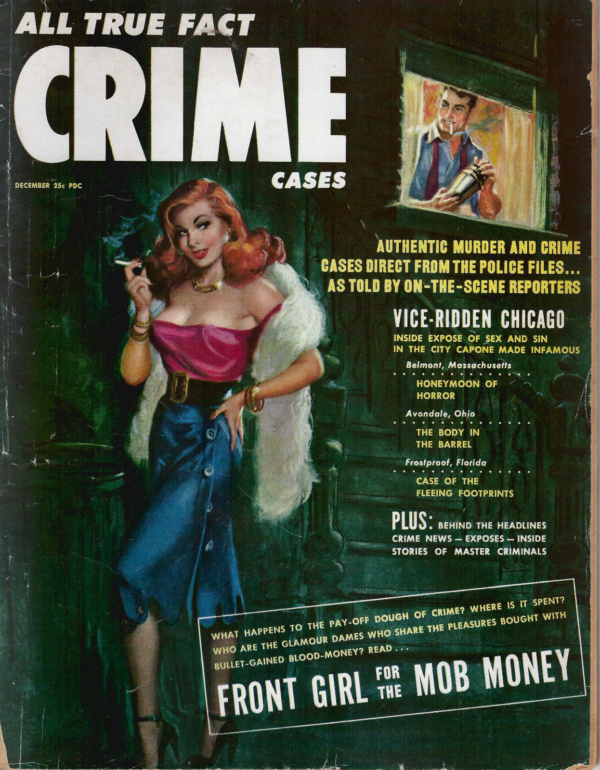 ALL TRUE FACT
CRIME
CASES
DECEMBER 25c PDC
AUTHENTIC MURDER AND CRIME
CASES DIRECT FROM THE POLICE FILES...
AS TOLD BY ON-THE-SCENE REPORTERS
VICE-RIDDEN CHICAGO
INSIDE EXPOSE OF SEX AND SIN
IN THE CITY CAPONE MADE INFAMOUS
Belmont, Massachusetts
HONEYMOON OF
HORROR
Avondale, Ohio
THE BODY IN
THE BARREL
Frostproof, Florida
CASE OF THE
FLEEING FOOTPRINTS
PLUS: BEHIND THE HEADLINES
CRIME NEWS — EXPOSES — INSIDE
STORIES OF MASTER CRIMINALS
WHAT HAPPENS TO THE PAY-OFF DOUGH OF CRIME? WHERE IS IT SPENT?
WHO ARE THE GLAMOUR DAMES WHO SHARE THE PLEASURES BOUGHT WITH
BULLET-GAINED BLOOD-MONEY? READ...
FRONT GIRL FOR THE MOB MONEY